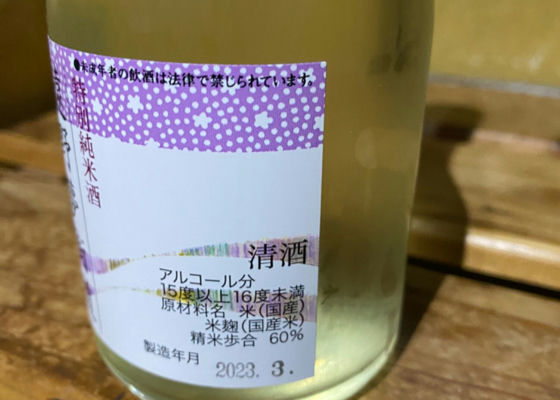 ●未成年者の飲酒は法律で禁じられています。
特別純米酒
清酒
アルコール分
15度以上16度未満
原材料名 米(国産)
米麹(国産米)
精米歩合 60%
製造年月 2023. 3.